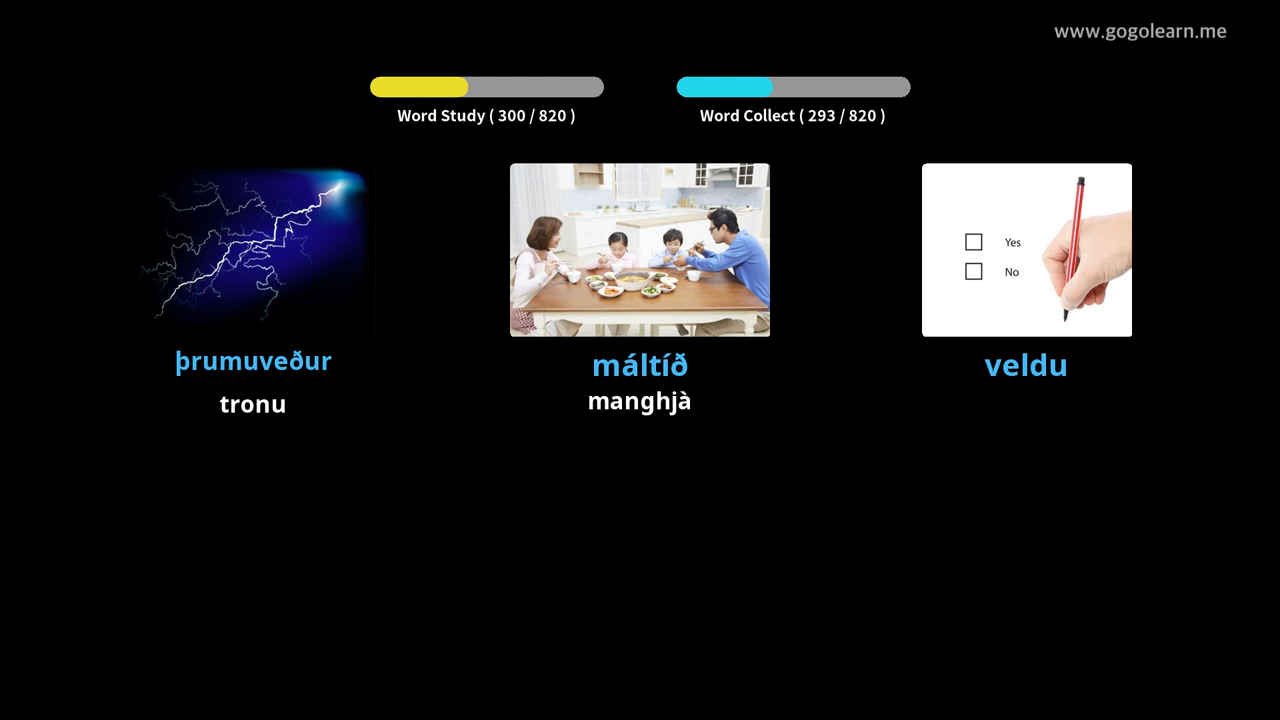 www.gogolearn.me
Word Study ( 300 / 820 )
Word Collect ( 293 / 820 )
Yes
No
þrumuveður
tronu
máltíð
manghjà
veldu